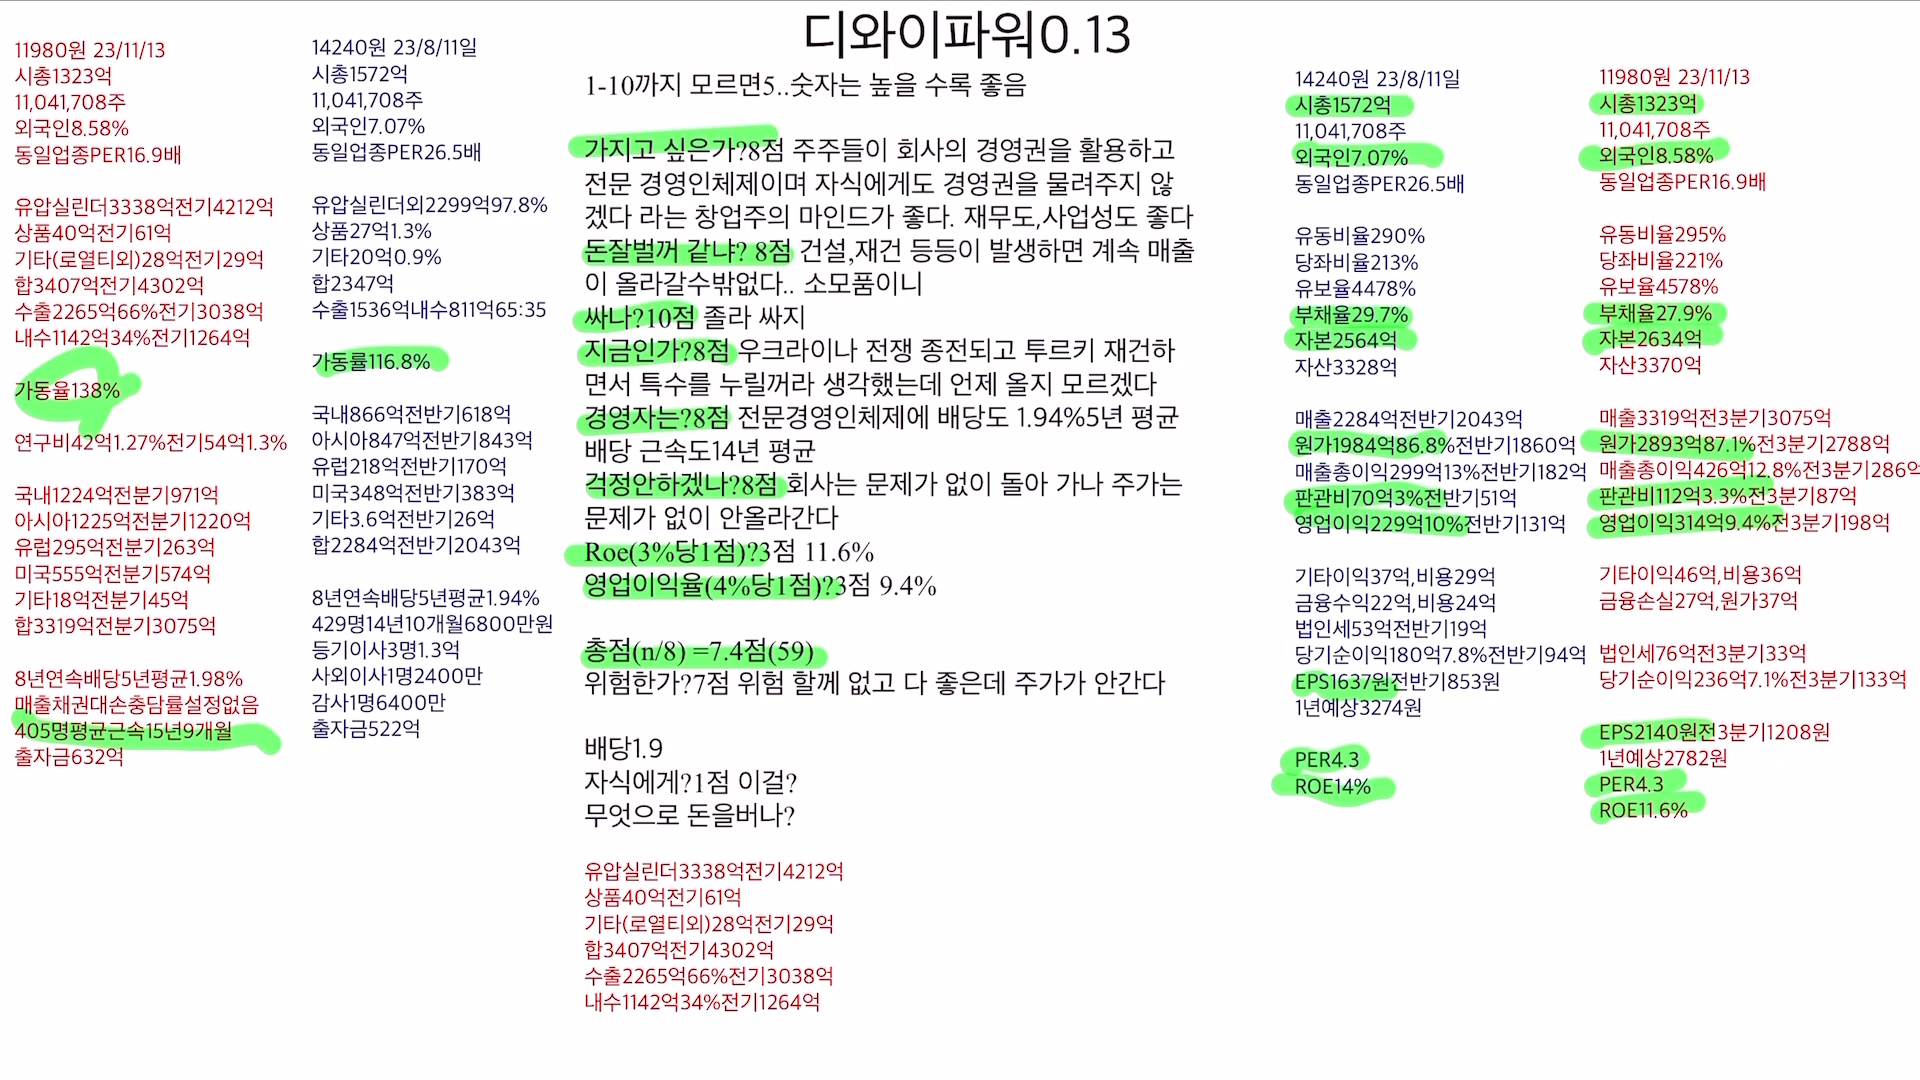 디와이파워0.13
11980원 23/11/13
시총1323억
11,041,708주
외국인8.58%
동일업종PER16.9배
유압실린더3338억전기4212억
상품40억전기61억
기타(로열티외)28억전기29억
합3407억전기4302억
수출2265억66%전기3038억
내수1142억34%전기1264억
가동율138%
연구비42억1.27%전기54억1.3%
국내1224억전분기971억
아시아1225억전분기1220억
유럽295억전분기263억
미국555억전분기574억
기타18억전분기45억
합3319억전분기3075억
8년연속배당5년평균1.98%
매출채권대손충담률설정없음
405명평균근속15년9개월
출자금632억
14240원 23/8/11일
시총1572억
11,041,708주
외국인7.07%
동일업종PER26.5배
유압실린더외2299억97.8%
상품27억1.3%
기타20억0.9%
합2347억
수출1536억내수811억65:35
가동률116.8%
국내866억전반기618억
아시아847억전반기843억
유럽218억전반기170억
미국348억전반기383억
기타3.6억전반기26억
합2284억전반기2043억
8년연속배당5년평균1.94%
429명14년10개월6800만원
등기이사3명1.3억
사외이사1명2400만
감사1명6400만
출자금522억
1-10까지 모르면5..숫자는 높을 수록 좋음
가지고 싶은가?8점 주주들이 회사의 경영권을 활용하고
전문 경영인체제이며 자식에게도 경영권을 물려주지 않
겠다 라는 창업주의 마인드가 좋다. 재무도,사업성도 좋다
돈잘벌꺼 같냐? 8점 건설,재건 등등이 발생하면 계속 매출
이 올라갈수밖없다.. 소모품이니
싸나?10점 졸라 싸지
지금인가?8점 우크라이나 전쟁 종전되고 투르키 재건하
면서 특수를 누릴꺼라 생각했는데 언제 올지 모르겠다
경영자는?8점 전문경영인체제에 배당도 1.94%5년 평균
배당 근속도14년 평균
걱정안하겠나?8점 회사는 문제가 없이 돌아 가나 주가는
문제가 없이 안올라간다
Roe(3%당1점)?3점 11.6%
영업이익율(4%당1점)?3점 9.4%
총점(n/8) =7.4점(59)
위험한가?7점 위험 할께 없고 다 좋은데 주가가 안간다
배당1.9
자식에게?1점 이걸?
무엇으로 돈을버나?
유압실린더3338억전기4212억
상품40억전기61억
기타(로열티외)28억전기29억
합3407억전기4302억
수출2265억66%전기3038억
내수1142억34%전기1264억
14240원 23/8/11일
시총1572억
11,041,708주
외국인7.07%
동일업종PER26.5배
유동비율290%
당좌비율213%
유보율4478%
부채율29.7%
자본2564억
자산3328억
매출2284억전반기2043억
원가1984억86.8%전반기1860억
매출총이익299억13%전반기182억
판관비70억3%전반기51억
영업이익229억10%전반기131억
기타이익37억,비용29억
금융수익22억,비용24억
법인세53억전반기19억
당기순이익180억7.8%전반기94억
EPS1637원전반기853원
1년예상3274원
PER4.3
ROE14%
11980원 23/11/13
시총1323억
11,041,708주
외국인8.58%
동일업종PER16.9배
유동비율295%
당좌비율221%
유보율4578%
부채율27.9%
자본2634억
자산3370억
매출3319억전3분기3075억
원가2893억87.1%전3분기2788억
매출총이익426억12.8%전3분기286억
판관비112억3.3%전3분기87억
영업이익314억9.4%전3분기198억
기타이익46억,비용36억
금융손실27억,원가37억
법인세76억전3분기33억
당기순이익236억7.1%전3분기133억
EPS2140원전3분기1208원
1년예상2782원
PER4.3
ROE11.6%